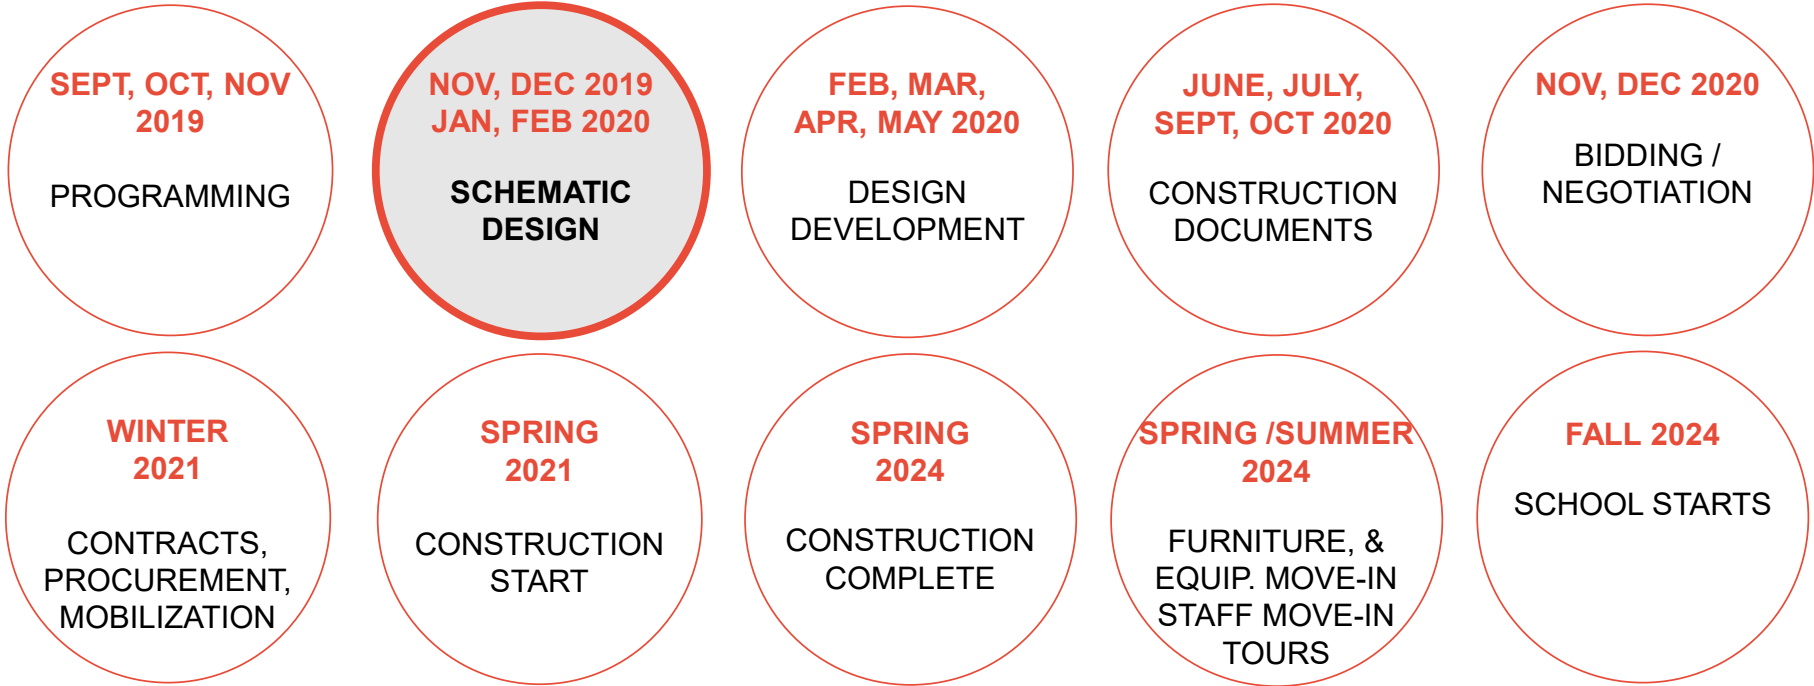 SEPT, OCT, NOV
2019
PROGRAMMING
NOV, DEC 2019
JAN, FEB 2020
SCHEMATIC
DESIGN
FEB, MAR,
APR, MAY 2020
DESIGN
DEVELOPMENT
JUNE, JULY,
SEPT, OCT 2020
CONSTRUCTION
DOCUMENTS
NOV, DEC 2020
BIDDING /
NEGOTIATION
WINTER
2021
CONTRACTS,
PROCUREMENT,
MOBILIZATION
SPRING
2021
CONSTRUCTION
START
SPRING
2024
CONSTRUCTION
COMPLETE
SPRING /SUMMER
2024
FURNITURE, &
EQUIP. MOVE-IN
STAFF MOVE-IN
TOURS
FALL 2024
SCHOOL STARTS